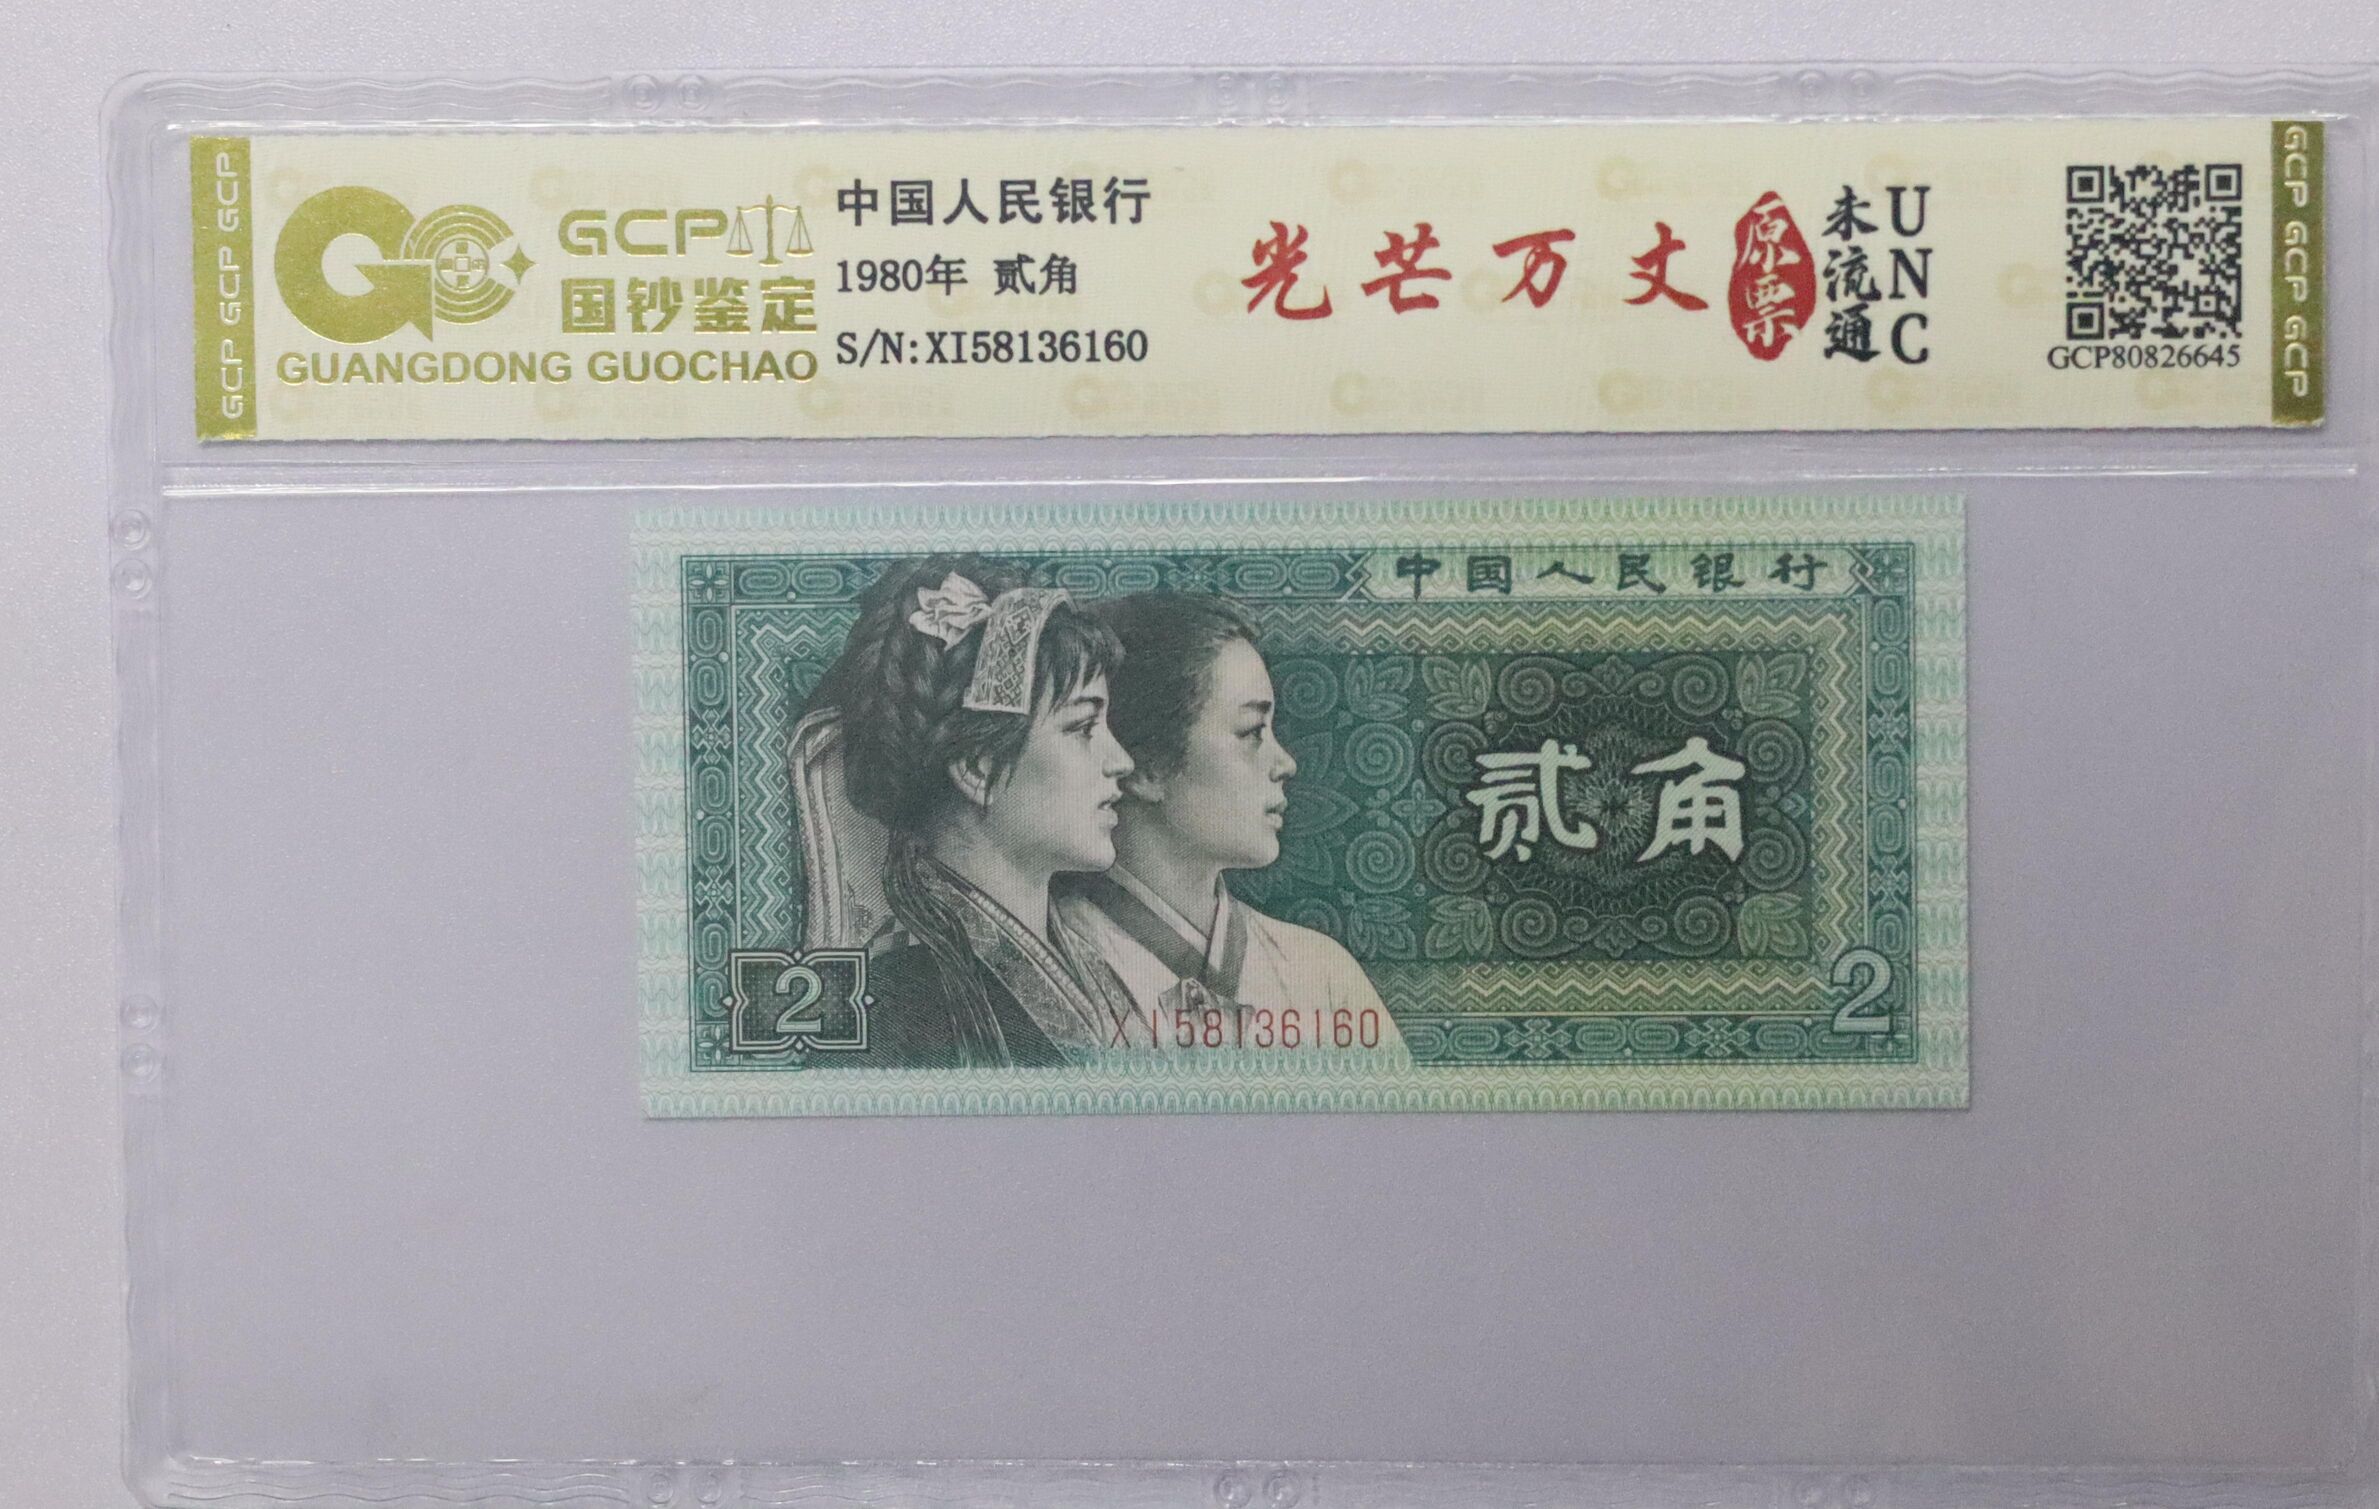 GCP GCP GCP
GCP
国钞鉴定
GUANGDONG GUOCHAO
中国人民银行
1980年 贰角
S/N:XI58136160
光芒万丈
原票
未流通
UNC
GCP80826645
GCP GCP GCP
中国人民银行
贰角
2
XI58136160
2